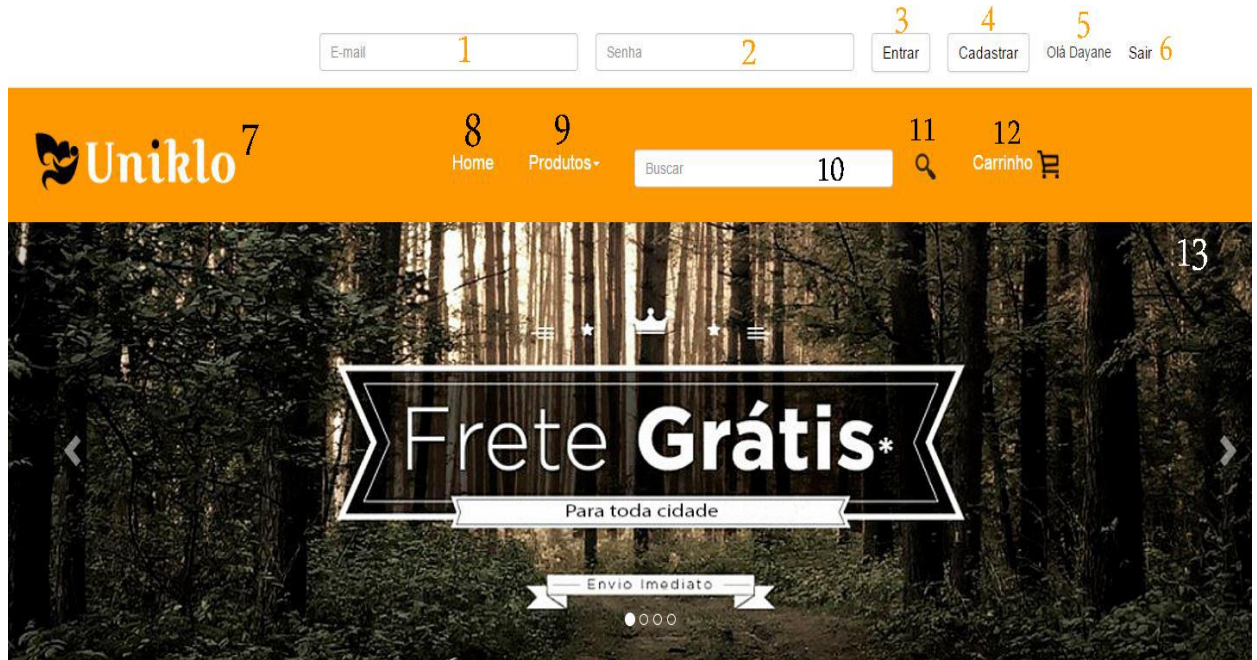 3 4 5
E-mail 1 Senha 2 Entrar Cadastrar Olá Dayane Sair 6
Uniklo 7
8 9 11 12
Home Produtos Buscar 10 Carrinho
13
Frete Grátis*
Para toda cidade
Envio Imediato